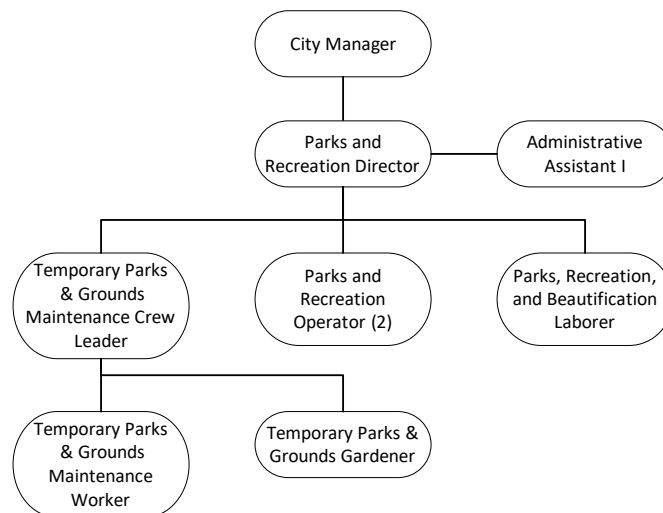 City Manager
Parks and
Recreation Director
Administrative
Assistant I
Temporary Parks
& Grounds
Maintenance Crew
Leader
Parks and
Recreation
Operator (2)
Parks, Recreation,
and Beautification
Laborer
Temporary Parks
& Grounds
Maintenance
Worker
Temporary Parks &
Grounds Gardener